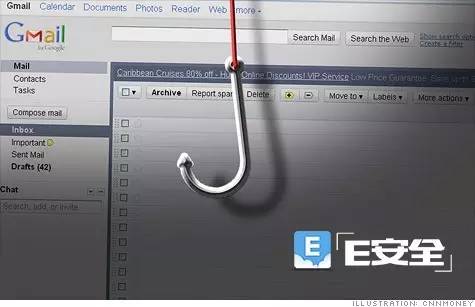 Gmail Calendar Documents Photos Reader Web more
Gmail
by Google
Search Mail
Search the Web
Show search opti
Create a filter
Mail
Contacts
Tasks
Compose mail
Inbox
Important
Sent Mail
Drafts (42)
Chat
Search, add, or invite
Caribbean Cruises 80% off - Online Discounts! VIP Service Low Price Guarantee
Archive Report spam Delete Move to Labels More actions
E E安全
ILLUSTRATION: CNNMONEY